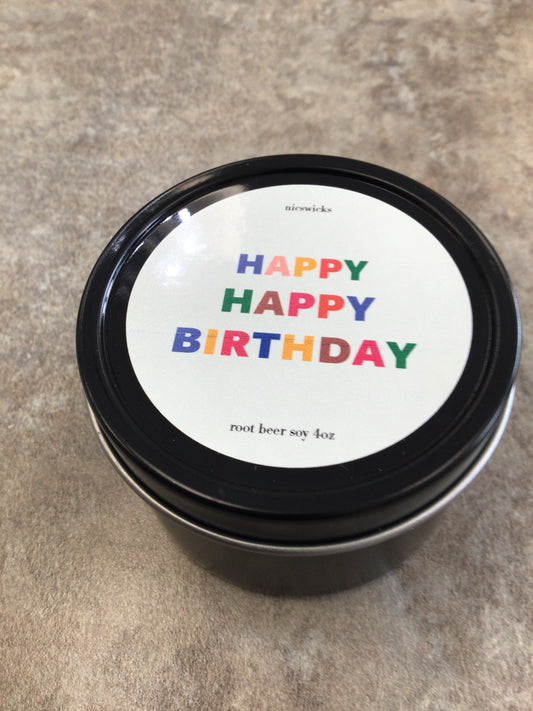 nicswicks
HAPPY
HAPPY
BIRTHDAY
root beer soy 4oz